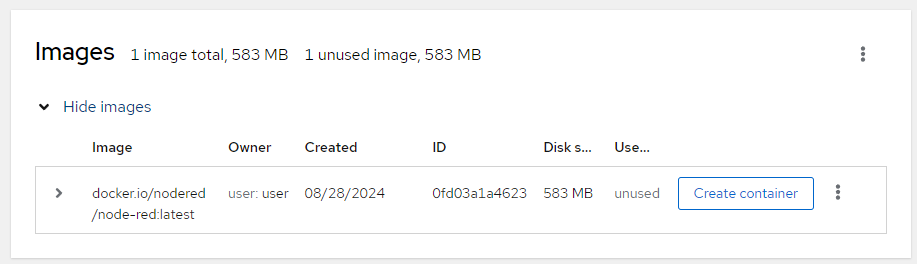 Images 1 image total, 583 MB 1 unused image, 583 MB
Hide images
Image Owner Created ID Disk s... Use...
docker.io/nodered user: user 08/28/2024 0fd03a1a4623 583 MB unused Create container
/node-red:latest